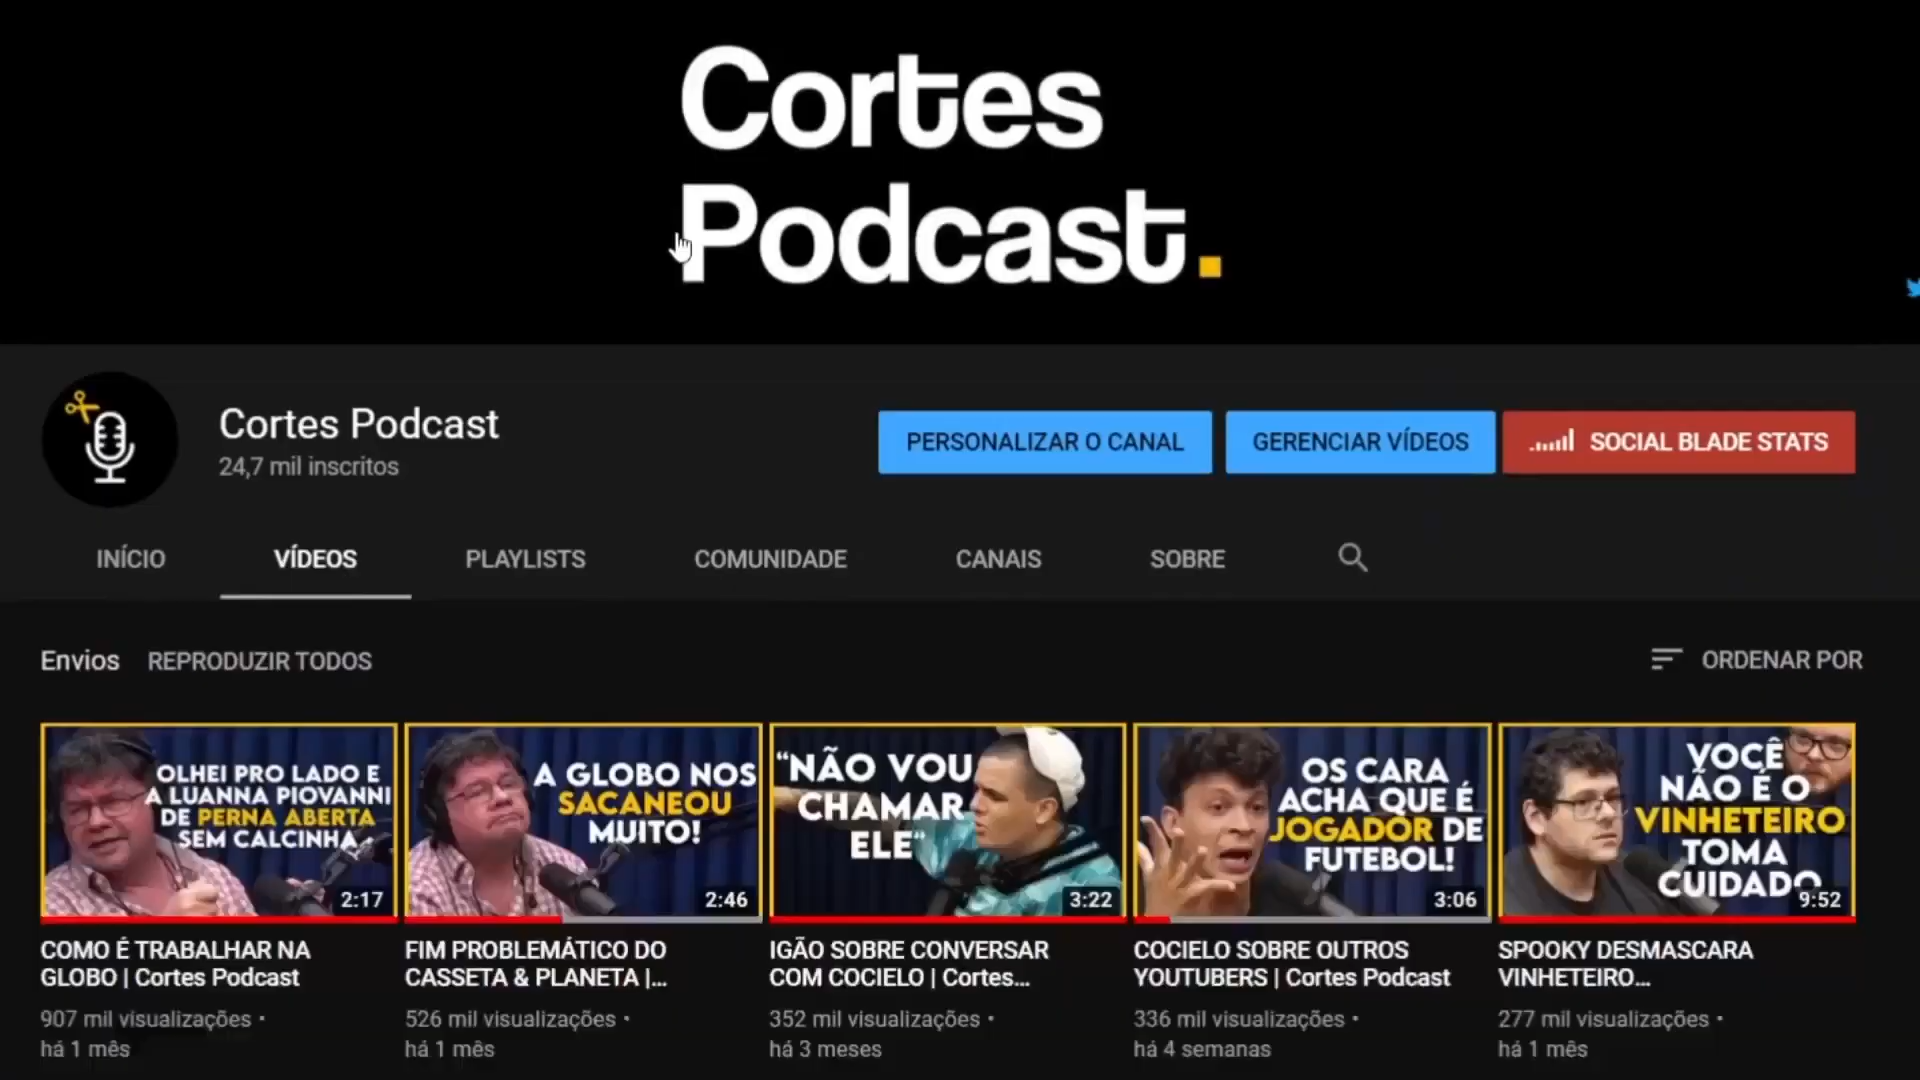 Cortes
Podcast.
Cortes Podcast
24,7 mil inscritos
PERSONALIZAR O CANAL
GERENCIAR VÍDEOS
SOCIAL BLADE STATS
INÍCIO
VÍDEOS
PLAYLISTS
COMUNIDADE
CANAIS
SOBRE
Envios
REPRODUZIR TODOS
ORDENAR POR
OLHEI PRO LADO E
A LUANNA PIOVANNI
DE PERNA ABERTA
SEM CALCINHA
2:17
A GLOBO NOS
SACANEOU
MUITO!
2:46
“NÃO VOU
CHAMAR
ELE“
3:22
OS CARA
ACHA QUE É
JOGADOR DE
FUTEBOL!
3:06
VOCÊ
NÃO É O
VINHETEIRO
TOMA
CUIDADO
9:52
COMO É TRABALHAR NA
GLOBO | Cortes Podcast
907 mil visualizações •
há 1 mês
FIM PROBLEMÁTICO DO
CASSETA & PLANETA |...
526 mil visualizações •
há 1 mês
IGÃO SOBRE CONVERSAR
COM COCIELO | Cortes...
352 mil visualizações •
há 3 meses
COCIELO SOBRE OUTROS
YOUTUBERS | Cortes Podcast
336 mil visualizações •
há 4 semanas
SPOOKY DESMASCARA
VINHETEIRO...
277 mil visualizações •
há 1 mês